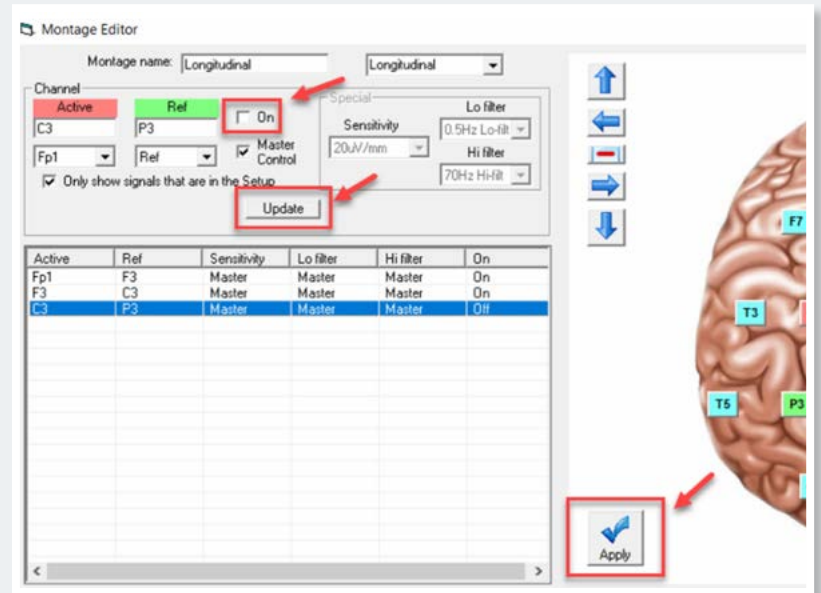 Montage Editor
Montage name: Longitudinal Longitudinal
Channel
Active Ref On
C3 P3
Fp1 Ref Master Control
Only show signals that are in the Setup
Update
Special
Sensitivity Lo filter
20uV/mm 0.5Hz Lo-filt
Hi filter
70Hz Hi-filt
Active Ref Sensitivity Lo filter Hi filter On
Fp1 F3 Master Master Master On
F3 C3 Master Master Master On
C3 P3 Master Master Master Off
F7
T3
T5 P3
Apply